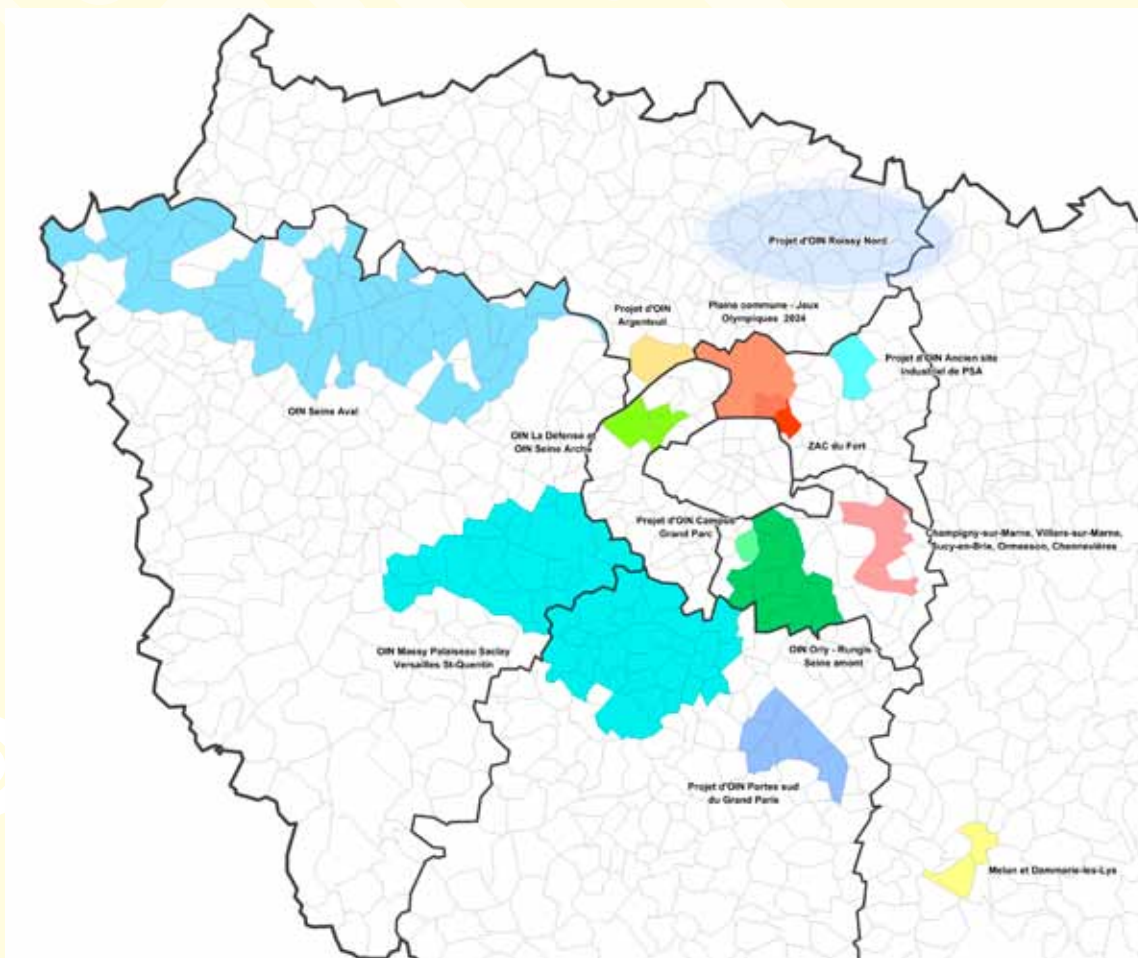 Projet d'OIN Roissy Nord
Projet d'OIN
Argenteuil
Plaine commune - Jeux
Olympiques 2024
Projet d'OIN Ancien site
industriel de PSA
OIN Seine Aval
OIN La Défense et
OIN Seine Arche
ZAC du Fort
Projet d'OIN Campus
Grand Parc
Champigny-sur-Marne, Villiers-sur-Marne,
Sucy-en-Brie, Ormesson, Chennevières
OIN Massy Palaiseau Saclay
Versailles St-Quentin
OIN Orly - Rungis
Seine amont
Projet d'OIN Portes sud
du Grand Paris
Melun et Dammarie-les-Lys